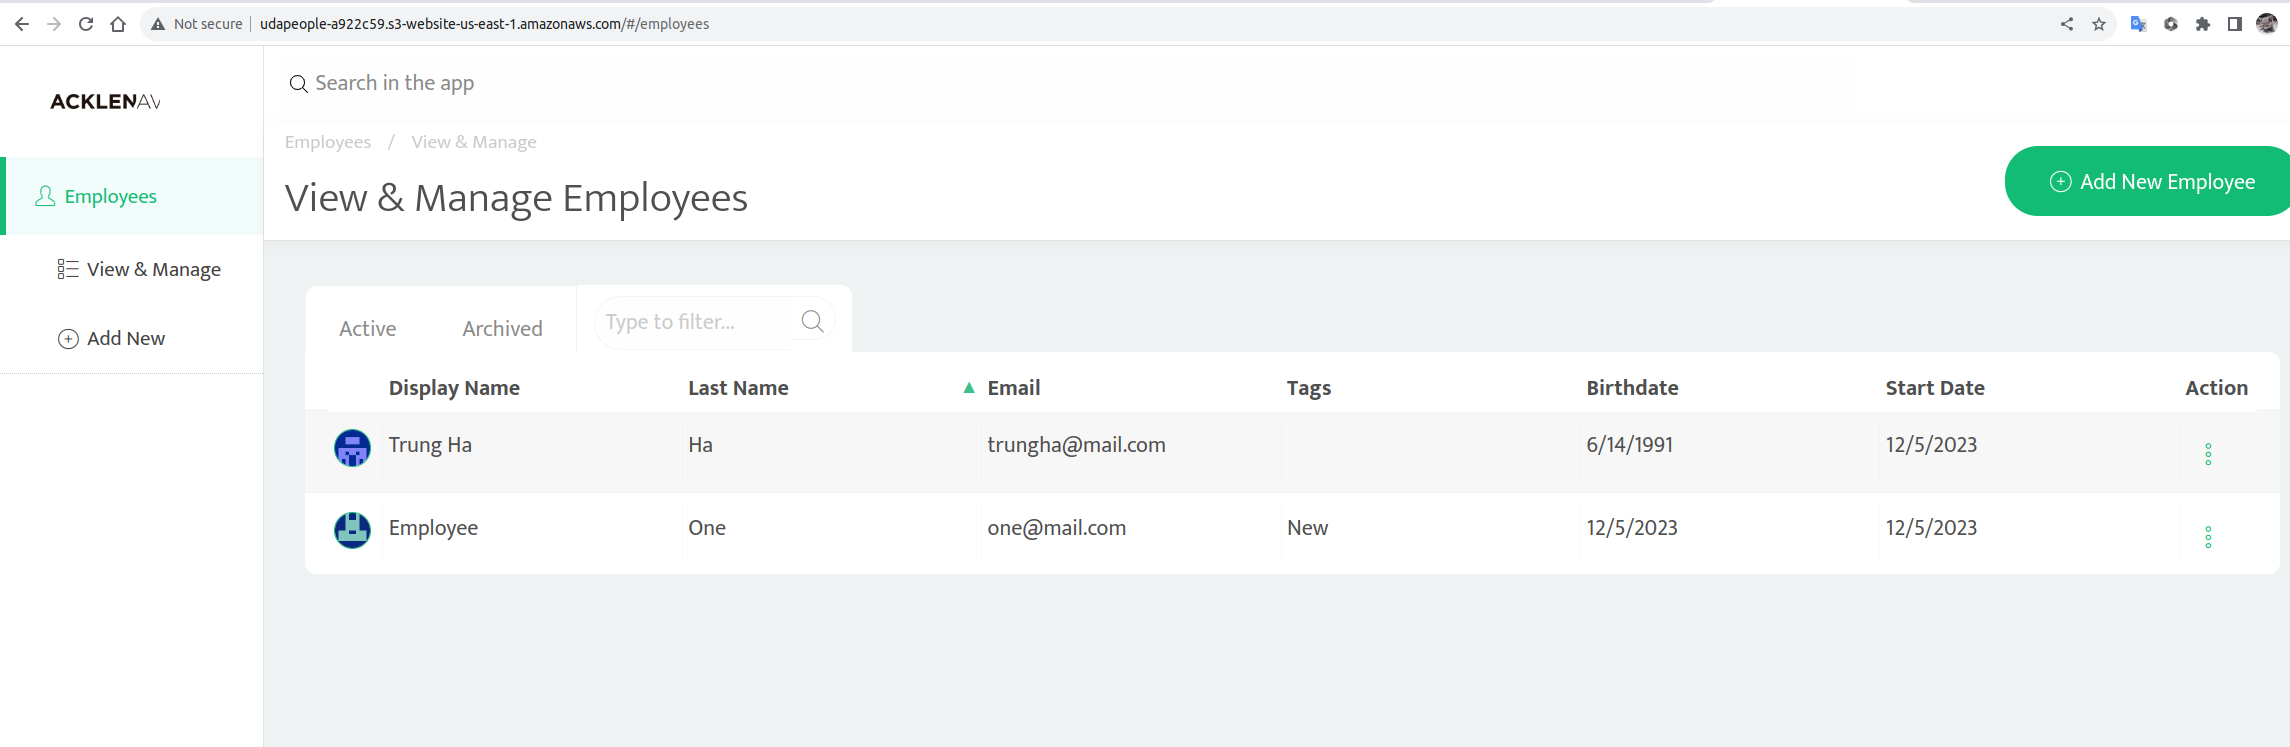 Not secure | udapeople-a922c59.s3-website-us-east-1.amazonaws.com/#/employees
ACKLENAV
Search in the app
Employees / View & Manage
View & Manage Employees
Add New Employee
Employees
View & Manage
Add New
Active Archived Type to filter...
Display Name Last Name ▲ Email Tags Birthdate Start Date Action
Trung Ha Ha trungha@mail.com 6/14/1991 12/5/2023
Employee One one@mail.com New 12/5/2023 12/5/2023